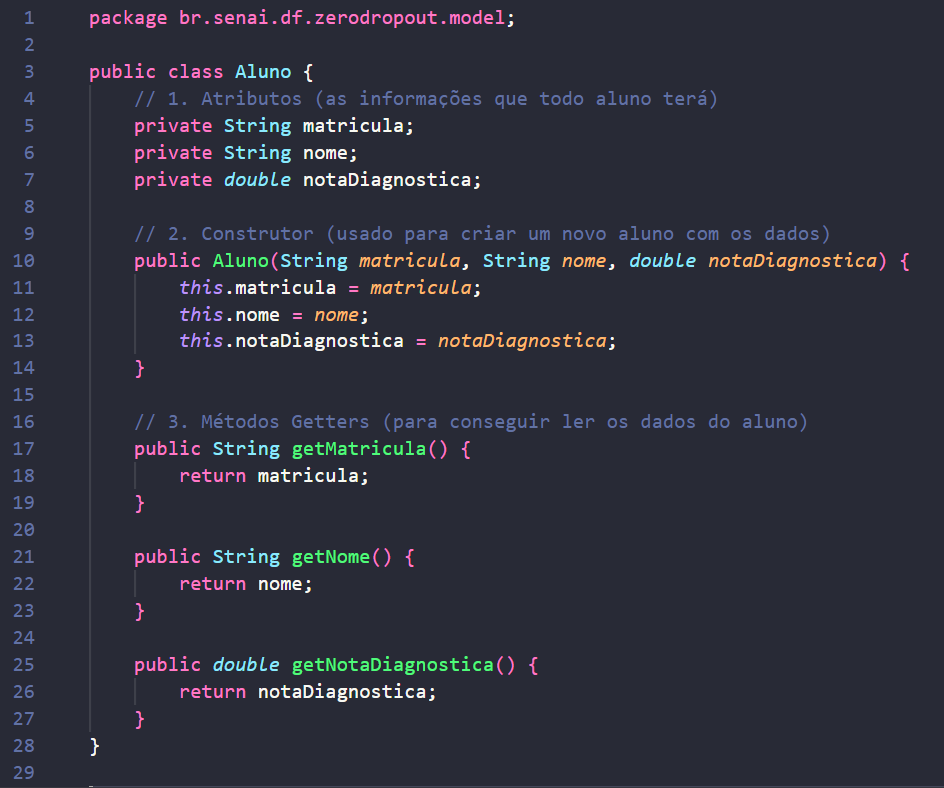 1 package br.senai.df.zerodropout.model;
2
3 public class Aluno {
4     // 1. Atributos (as informações que todo aluno terá)
5     private String matricula;
6     private String nome;
7     private double notaDiagnostica;
8
9     // 2. Construtor (usado para criar um novo aluno com os dados)
10     public Aluno(String matricula, String nome, double notaDiagnostica) {
11         this.matricula = matricula;
12         this.nome = nome;
13         this.notaDiagnostica = notaDiagnostica;
14     }
15
16     // 3. Métodos Getters (para conseguir ler os dados do aluno)
17     public String getMatricula() {
18         return matricula;
19     }
20
21     public String getNome() {
22         return nome;
23     }
24
25     public double getNotaDiagnostica() {
26         return notaDiagnostica;
27     }
28 }
29